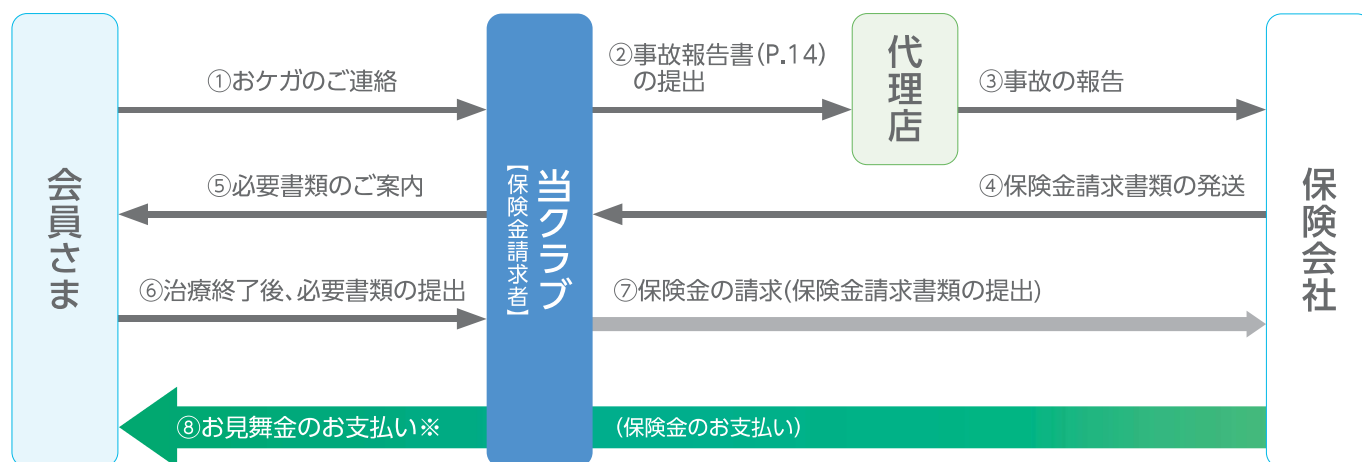 会員さま
①おケガのご連絡
当クラブ
【保険金請求者】
②事故報告書(P.14)
の提出
代理店
③事故の報告
保険会社
④保険金請求書類の発送
⑤必要書類のご案内
⑥治療終了後、必要書類の提出
⑦保険金の請求(保険金請求書類の提出)
⑧お見舞金のお支払い※
(保険金のお支払い)